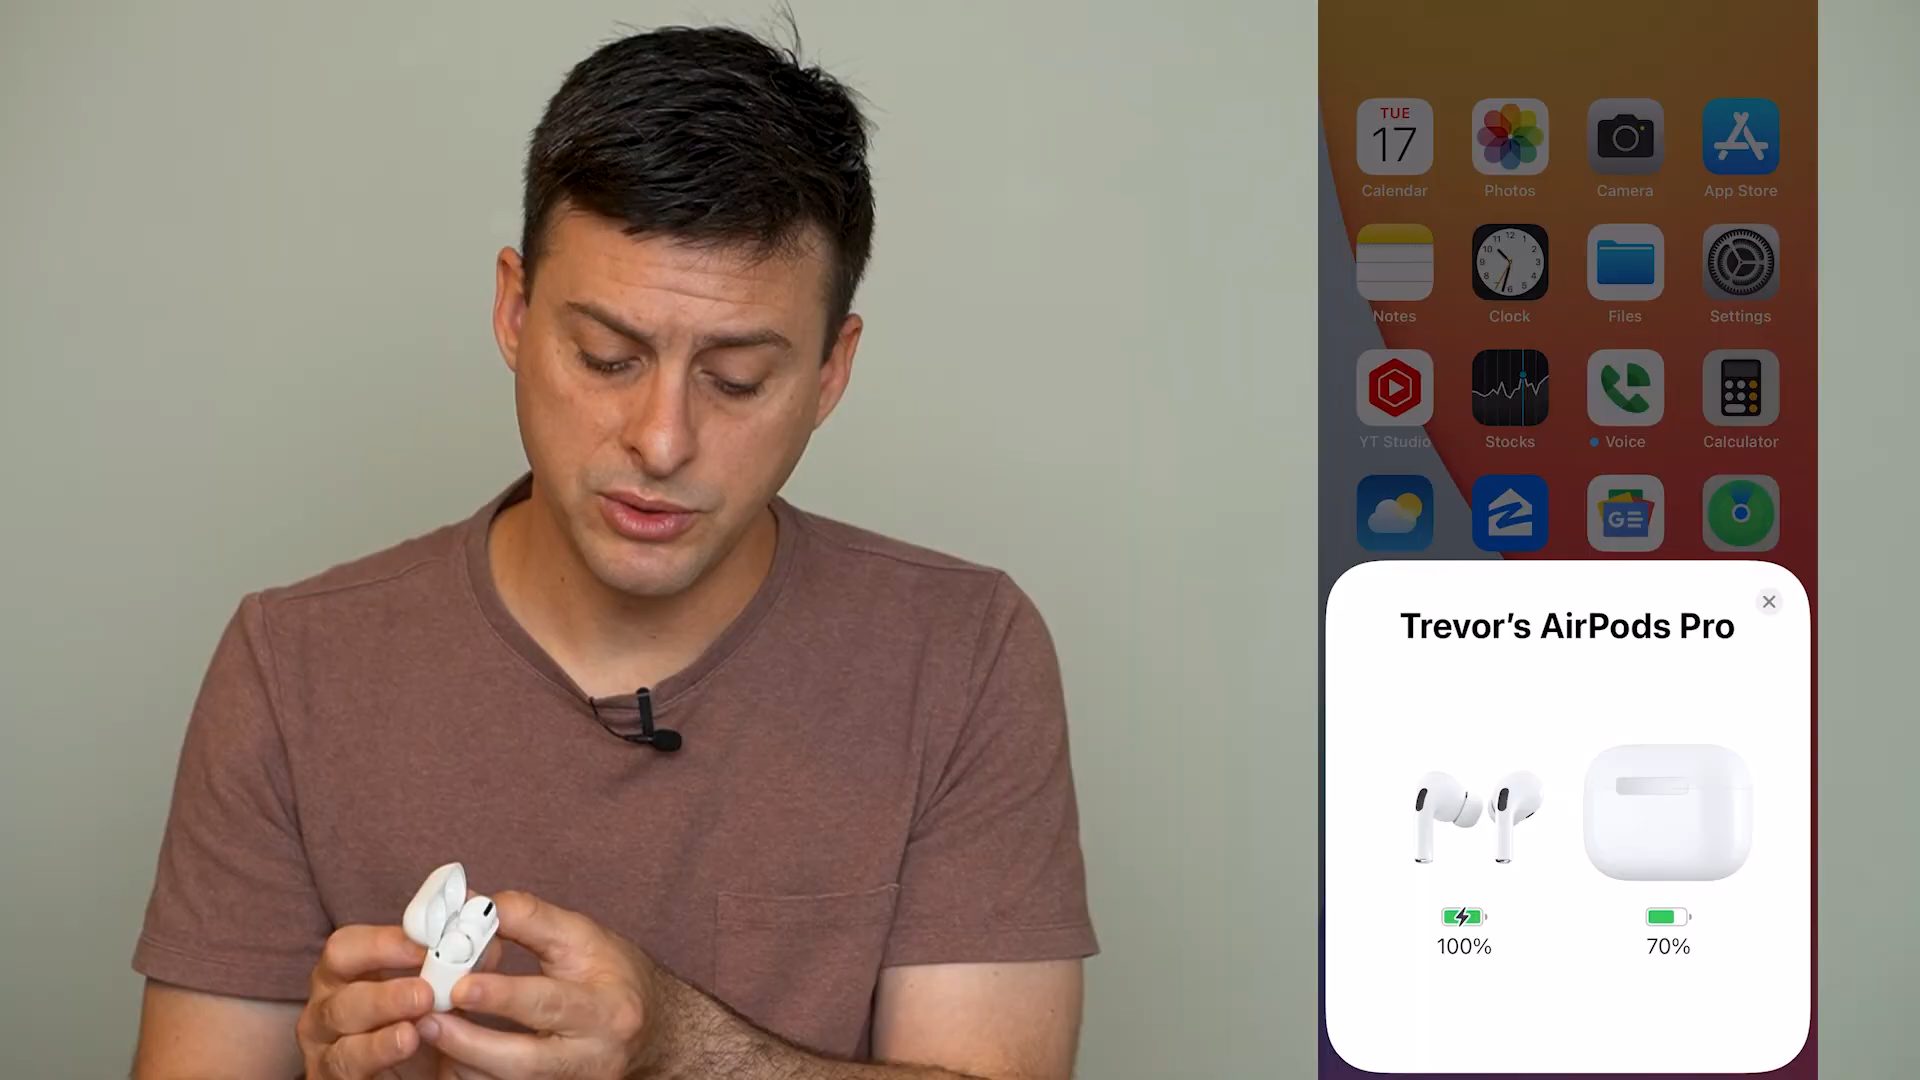 TUE
17
Calendar
Photos
Camera
App Store
Notes
Clock
Files
Settings
YT Studio
Stocks
Voice
Calculator
GE
Trevor's AirPods Pro
100%
70%